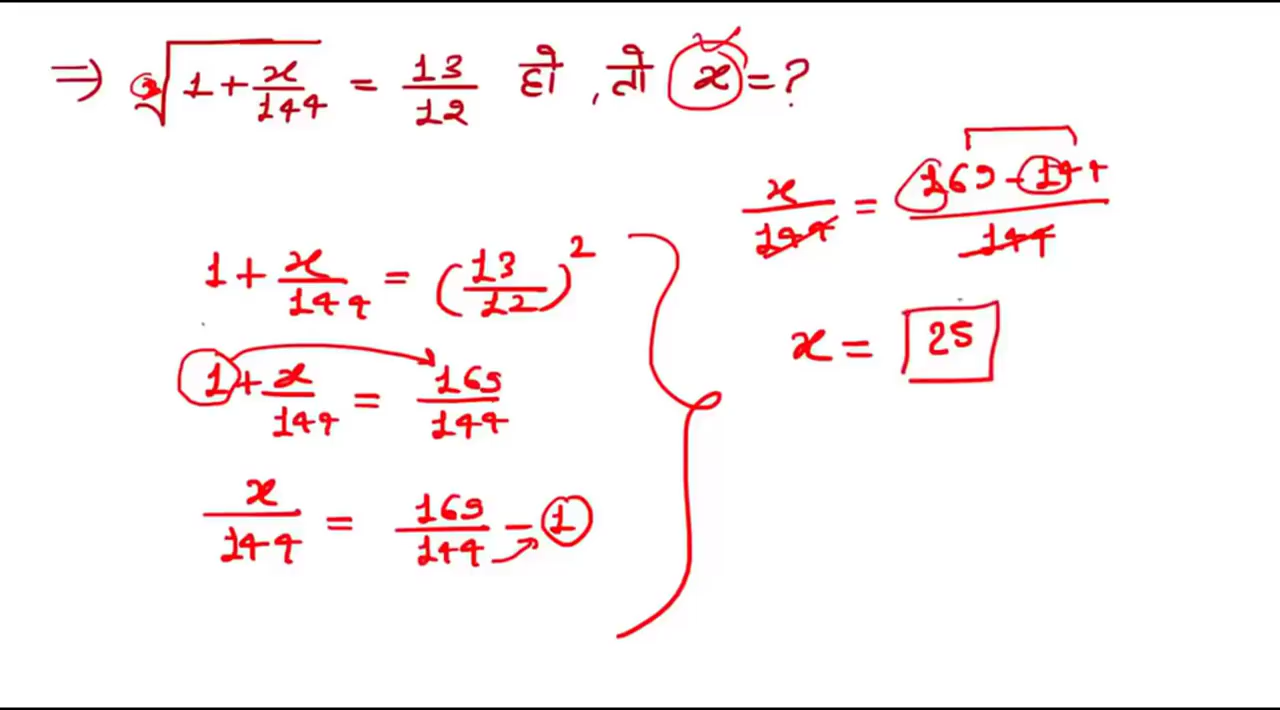 ⇒ √(1 + x/144) = 13/12 हो, तो x = ?
1 + x/144 = (13/12)²
1 + x/144 = 169/144
x/144 = 169/144 - 1
x/144 = (169 - 144)/144
x = 25